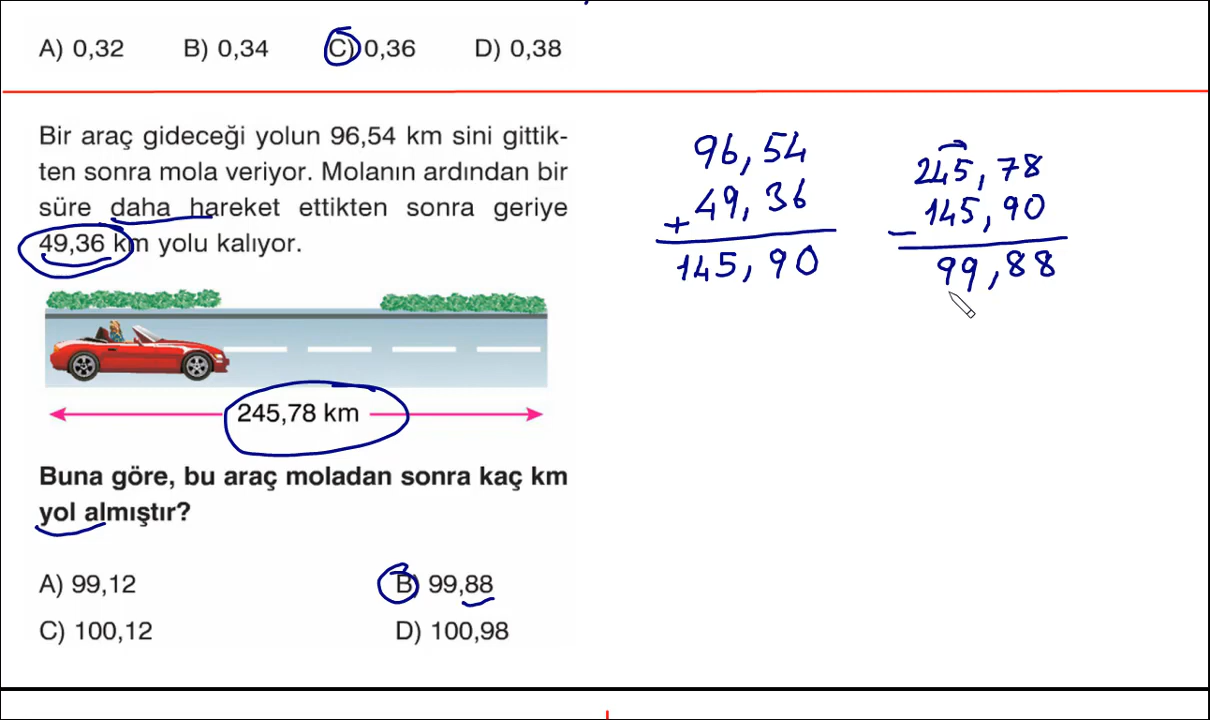 A) 0,32 B) 0,34 C) 0,36 D) 0,38
Bir araç gideceği yolun 96,54 km sini gittik-
ten sonra mola veriyor. Molanın ardından bir
süre daha hareket ettikten sonra geriye
49,36 km yolu kalıyor.
245,78 km
Buna göre, bu araç moladan sonra kaç km
yol almıştır?
A) 99,12 B) 99,88
C) 100,12 D) 100,98
96,54
+ 49,36
145,90
245,78
- 145,90
99,88